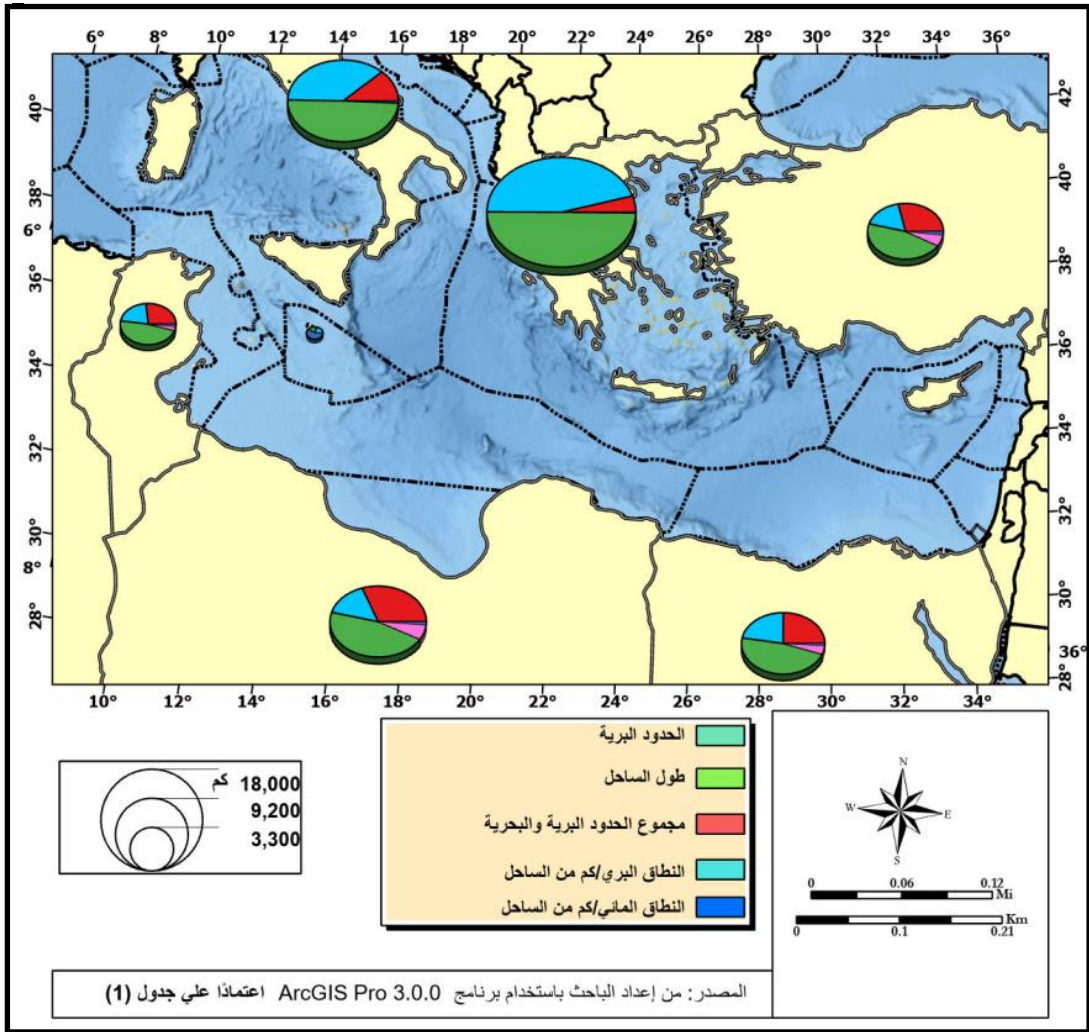 6° 8° 10° 12° 14° 16° 18° 20° 22° 24° 26° 28° 30° 32° 34° 36°
40° 42°
38° 40°
6° 38°
36° 36°
34° 34°
32° 32°
30° 30°
8° 36°
28° 28°
10° 12° 14° 16° 18° 20° 22° 24° 26° 28° 30° 32° 34°
الحدود البرية
طول الساحل
مجموع الحدود البرية والبحرية
النطاق البري/كم من الساحل
النطاق المائي/كم من الساحل
18,000 كم
9,200
3,300
N
W E
S
0 0.06 0.12
Mi
Km
0 0.1 0.21
المصدر: من إعداد الباحث باستخدام برنامج ArcGIS Pro 3.0.0 اعتمادًا علي جدول (1)